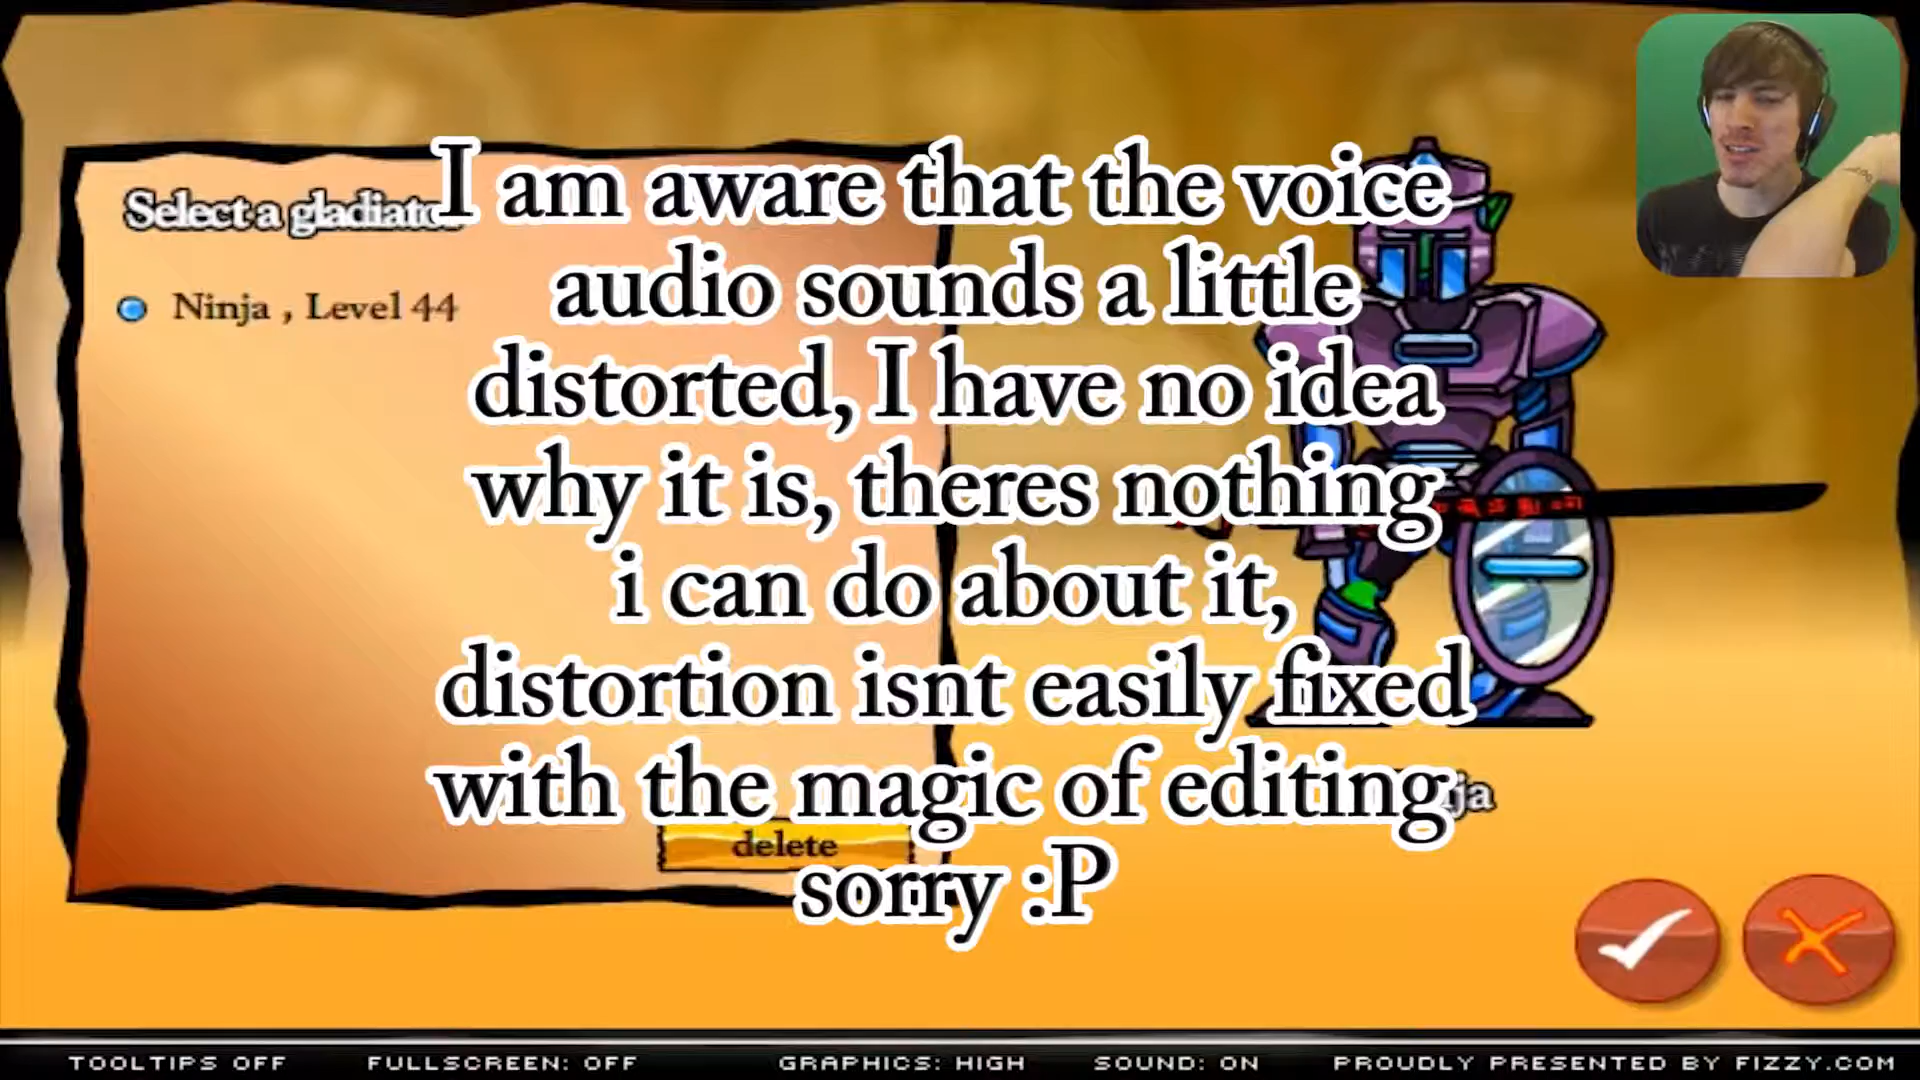 Select a gladiator
Ninja , Level 44
I am aware that the voice
audio sounds a little
distorted, I have no idea
why it is, theres nothing
i can do about it,
distortion isnt easily fixed
with the magic of editing
sorry :P
delete
TOOLTIPS OFF FULLSCREEN: OFF GRAPHICS: HIGH SOUND: ON PROUDLY PRESENTED BY FIZZY.COM